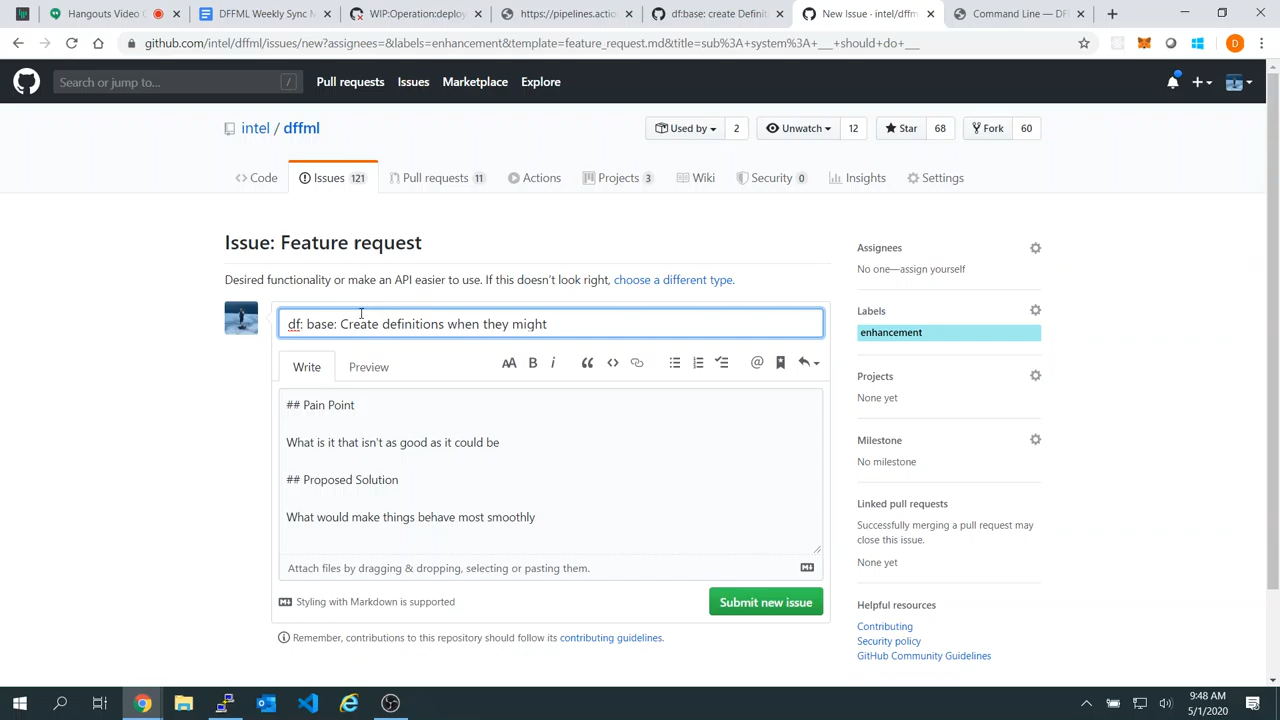 Hangouts Video C
DFFML Weekly Sync M
WIP:Operation:deploy
https://pipelines.action
df:base: create Definiti
New Issue · intel/dffm
Command Line — DF
github.com/intel/dffml/issues/new?assignees=&labels=enhancement&template=feature_request.md&title=sub%3A+system%3A+___+should+do+___
D
Search or jump to...
/
Pull requests
Issues
Marketplace
Explore
intel / dffml
Used by 2
Unwatch 12
Star 68
Fork 60
Code
Issues 121
Pull requests 11
Actions
Projects 3
Wiki
Security 0
Insights
Settings
Issue: Feature request
Desired functionality or make an API easier to use. If this doesn't look right, choose a different type.
df: base: Create definitions when they might
Write
Preview
AA B i
## Pain Point
What is it that isn't as good as it could be
## Proposed Solution
What would make things behave most smoothly
Attach files by dragging & dropping, selecting or pasting them.
Styling with Markdown is supported
Submit new issue
Remember, contributions to this repository should follow its contributing guidelines.
Assignees
No one—assign yourself
Labels
enhancement
Projects
None yet
Milestone
No milestone
Linked pull requests
Successfully merging a pull request may
close this issue.
None yet
Helpful resources
Contributing
Security policy
GitHub Community Guidelines
9:48 AM
5/1/2020